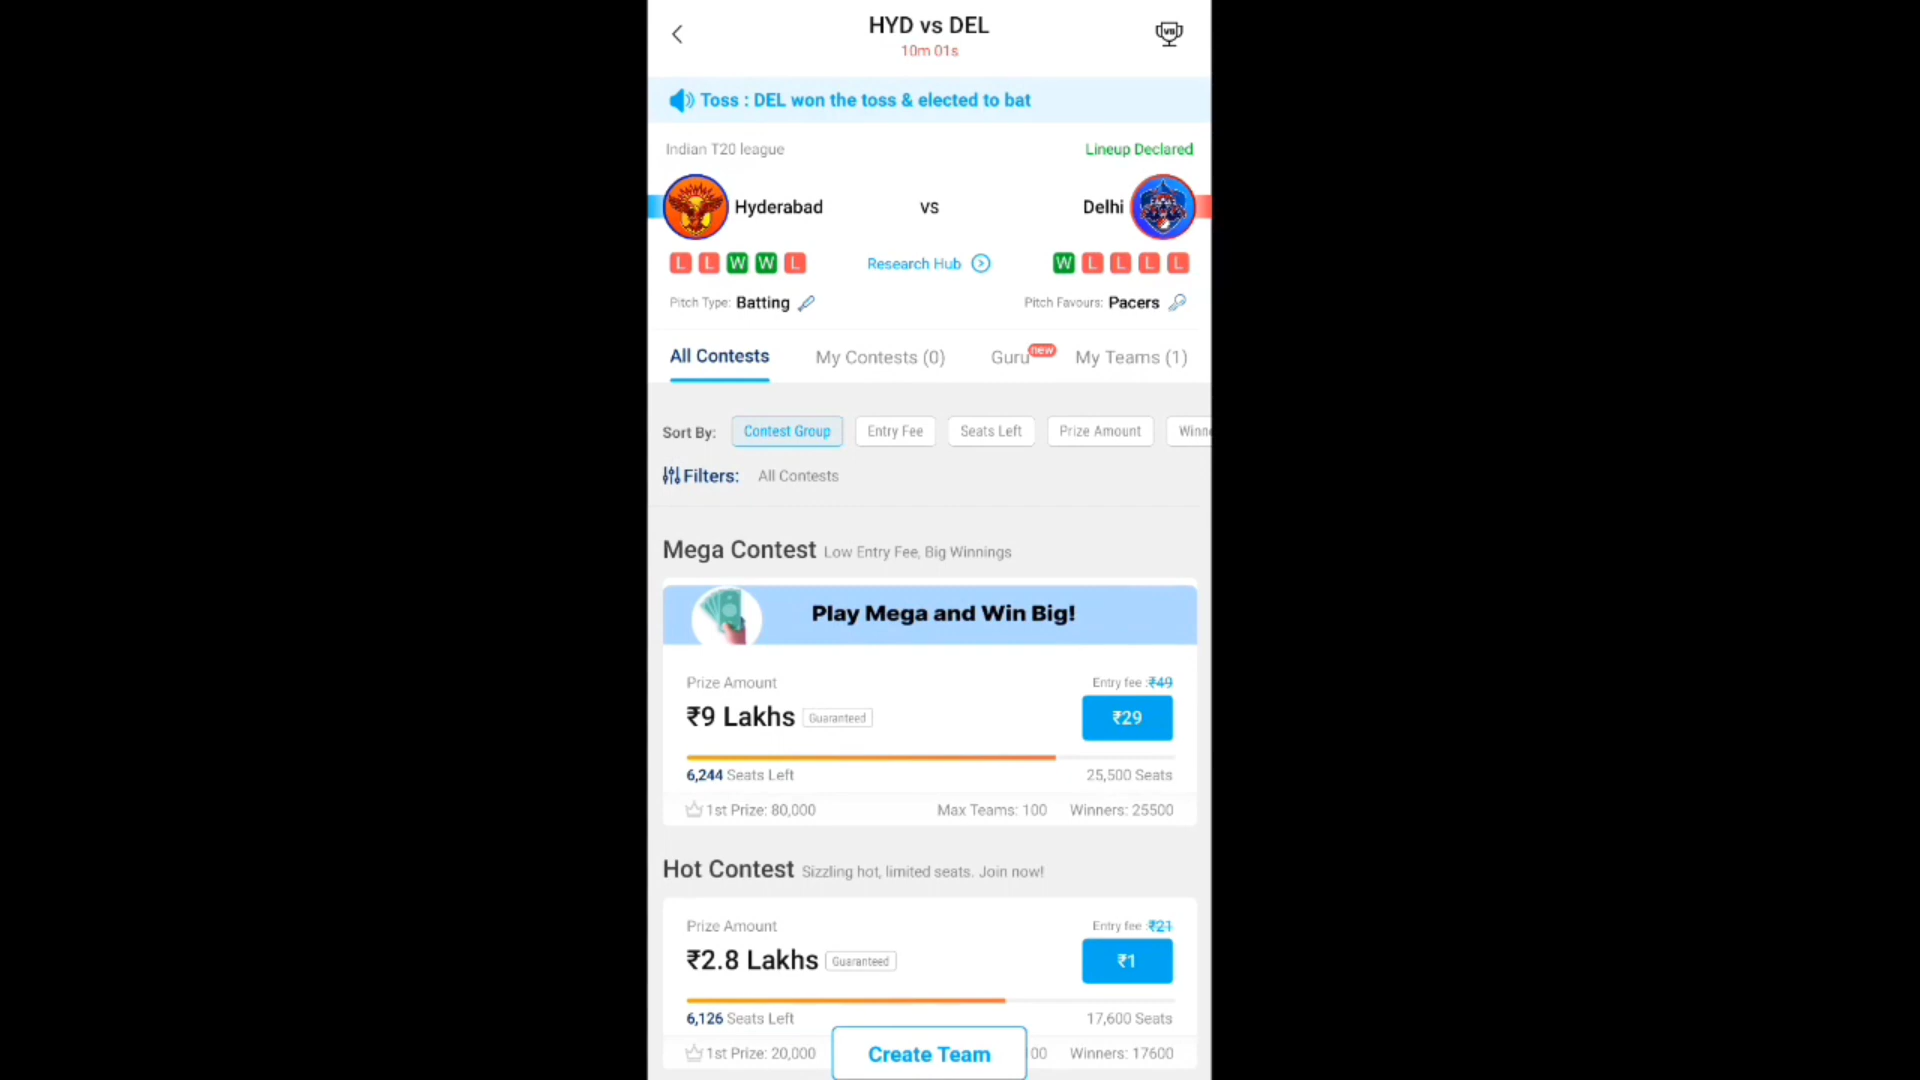 HYD vs DEL
10m 01s
VS
Toss : DEL won the toss & elected to bat
Indian T20 league
Lineup Declared
Hyderabad
VS
Delhi
L L W W L
Research Hub
W L L L L
Pitch Type: Batting
Pitch Favours: Pacers
All Contests
My Contests (0)
Guru new
My Teams (1)
Sort By: Contest Group Entry Fee Seats Left Prize Amount Winn
Filters: All Contests
Mega Contest Low Entry Fee, Big Winnings
Play Mega and Win Big!
Prize Amount
Entry fee :₹49
₹9 Lakhs Guaranteed
₹29
6,244 Seats Left
25,500 Seats
1st Prize: 80,000
Max Teams: 100
Winners: 25500
Hot Contest Sizzling hot, limited seats. Join now!
Prize Amount
Entry fee :₹21
₹2.8 Lakhs Guaranteed
₹1
6,126 Seats Left
17,600 Seats
1st Prize: 20,000
Create Team
00
Winners: 17600